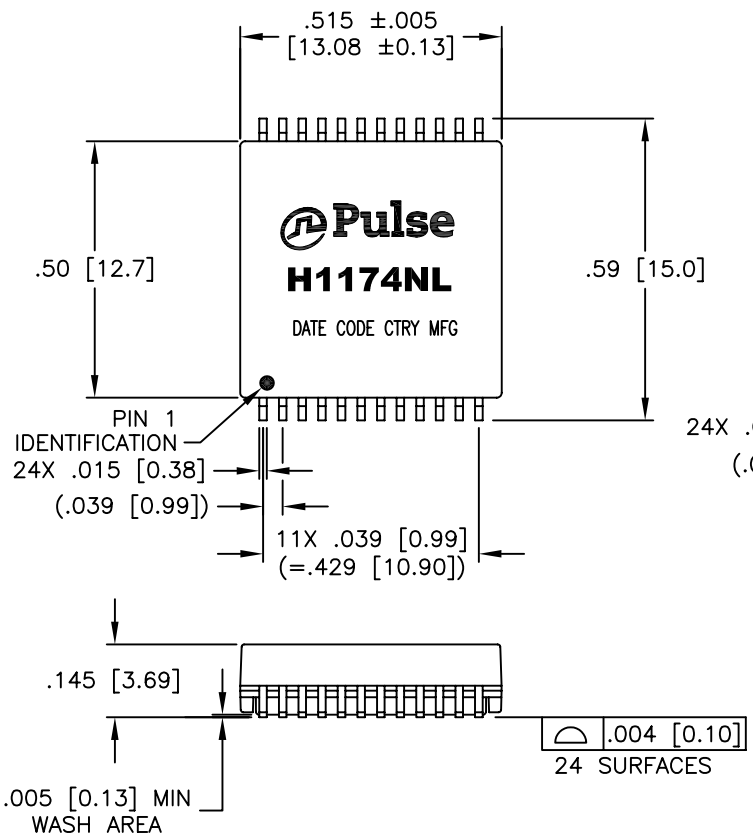 .515 ±.005
[13.08 ±0.13]
Pulse
H1174NL
DATE CODE CTRY MFG
.50 [12.7]
.59 [15.0]
PIN 1
IDENTIFICATION
24X .015 [0.38]
(.039 [0.99])
11X .039 [0.99]
(=.429 [10.90])
24X .
(.
.145 [3.69]
.004 [0.10]
24 SURFACES
.005 [0.13] MIN
WASH AREA